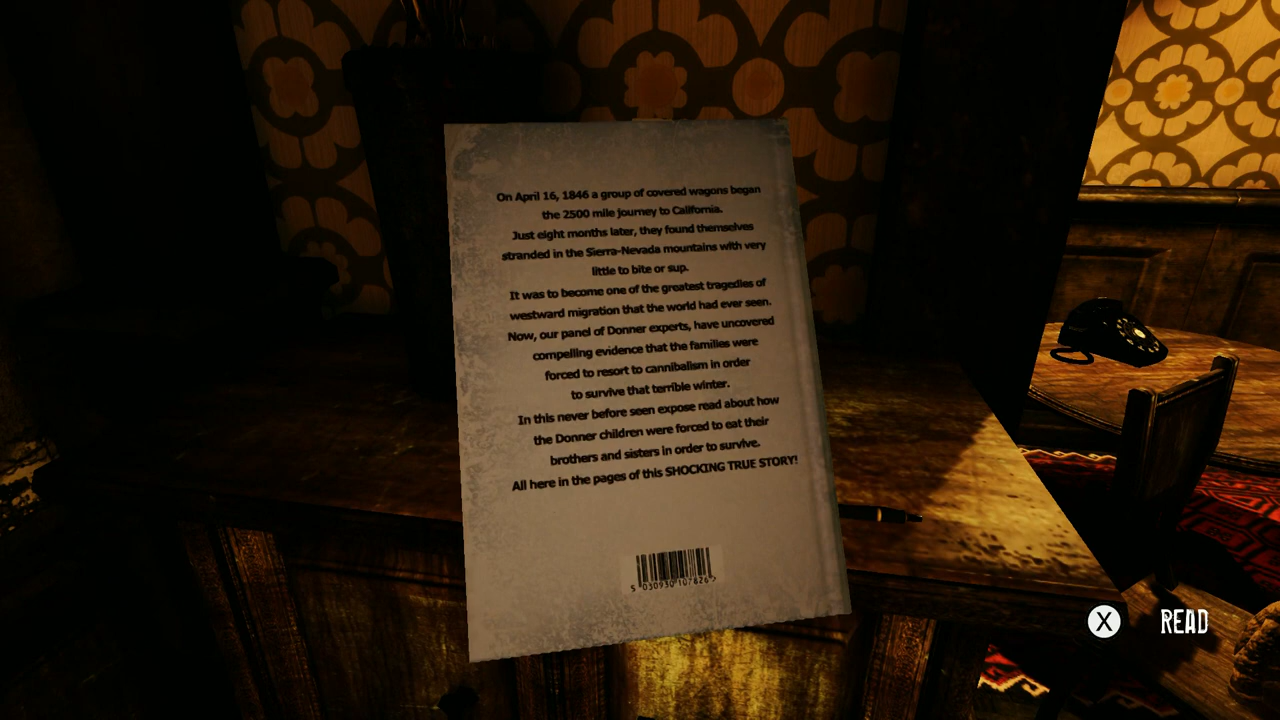 On April 16, 1846 a group of covered wagons began
the 2500 mile journey to California.
Just eight months later, they found themselves
stranded in the Sierra-Nevada mountains with very
little to bite or sup.
It was to become one of the greatest tragedies of
westward migration that the world had ever seen.
Now, our panel of Donner experts, have uncovered
compelling evidence that the families were
forced to resort to cannibalism in order
to survive that terrible winter.
In this never before seen expose read about how
the Donner children were forced to eat their
brothers and sisters in order to survive.
All here in the pages of this SHOCKING TRUE STORY!
5 030930 107826
X READ